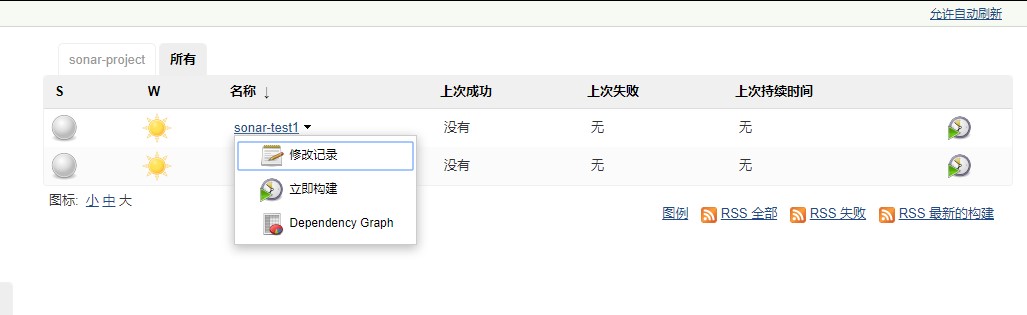 允许自动刷新
sonar-project 所有
S W 名称 ↓ 上次成功 上次失败 上次持续时间
sonar-test1 没有 无 无
修改记录
没有 无 无
立即构建
图标: 小 中 大
Dependency Graph
图例 RSS 全部 RSS 失败 RSS 最新的构建